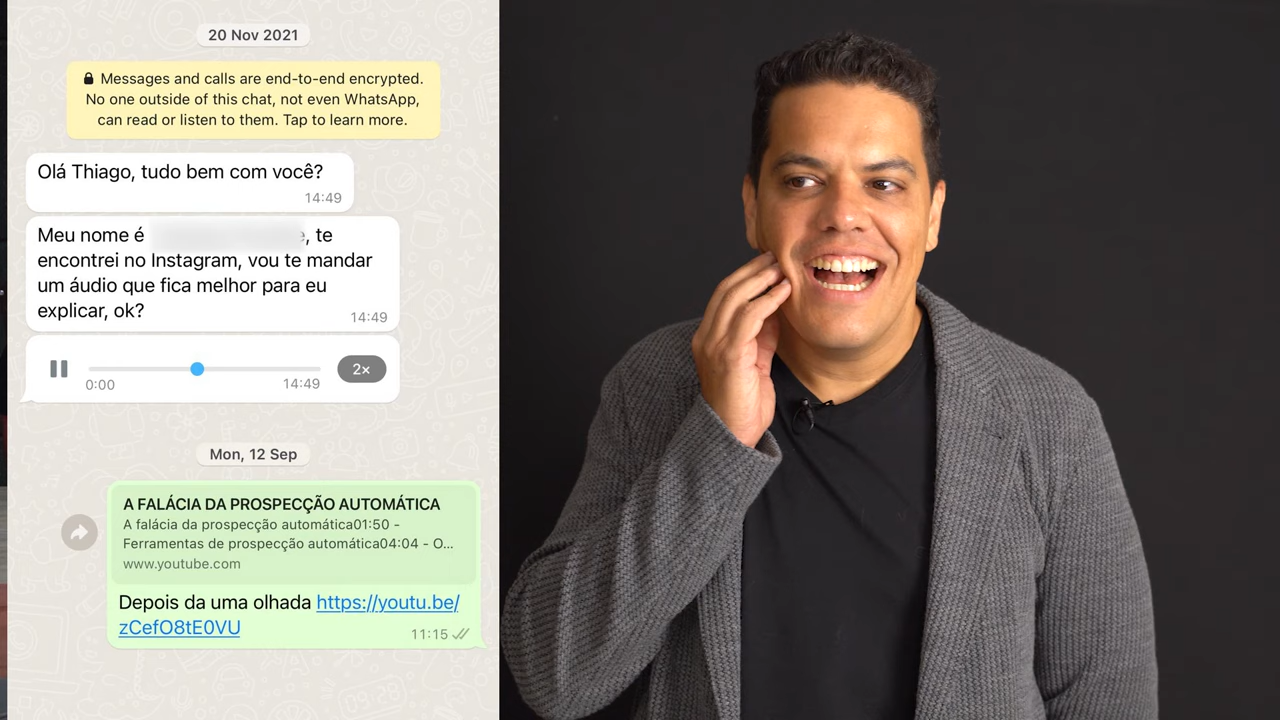 20 Nov 2021
Messages and calls are end-to-end encrypted.
No one outside of this chat, not even WhatsApp,
can read or listen to them. Tap to learn more.
Olá Thiago, tudo bem com você?
14:49
Meu nome é , te
encontrei no Instagram, vou te mandar
um áudio que fica melhor para eu
explicar, ok?
14:49
2×
0:00 14:49
Mon, 12 Sep
A FALÁCIA DA PROSPECÇÃO AUTOMÁTICA
A falácia da prospecção automática01:50 -
Ferramentas de prospecção automática04:04 - O...
www.youtube.com
Depois da uma olhada https://youtu.be/
zCefO8tE0VU
11:15